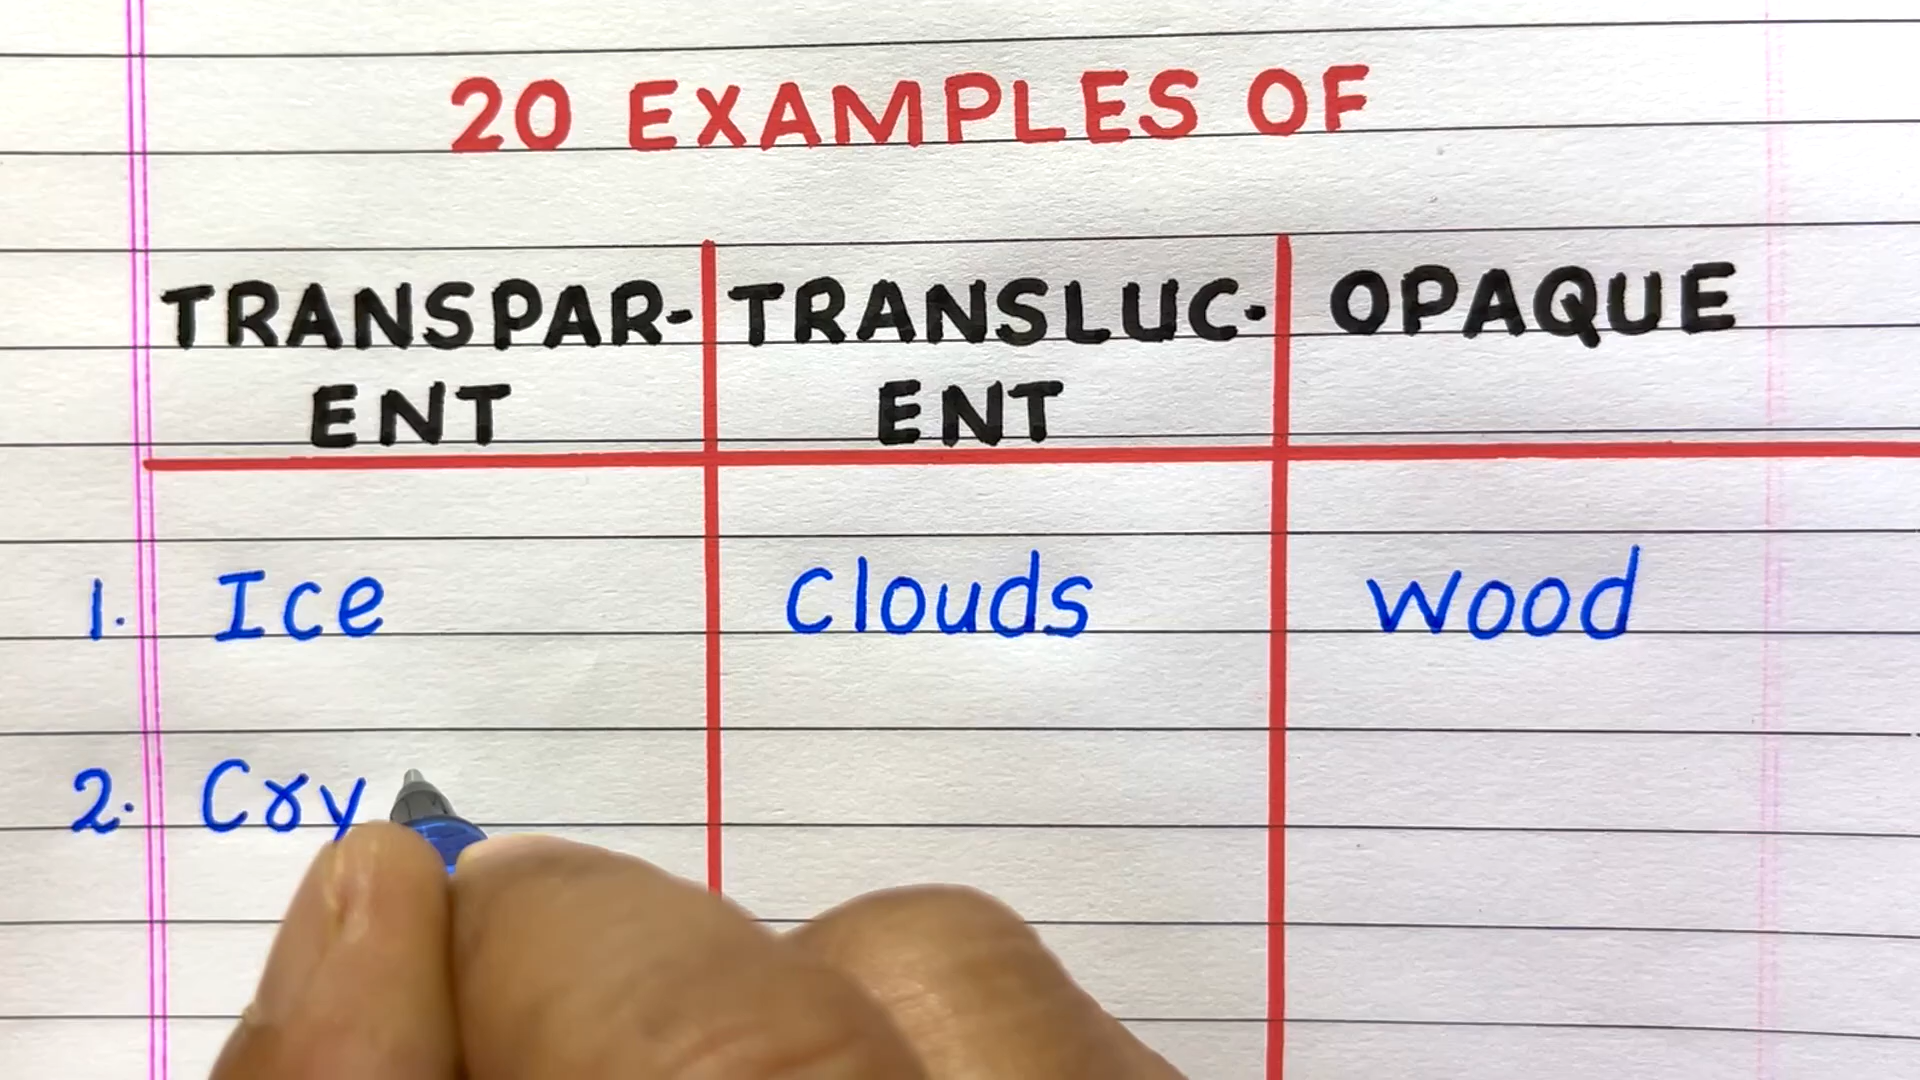 20 EXAMPLES OF
TRANSPAR- TRANSLUC- OPAQUE
ENT ENT
1. Ice Clouds Wood
2. Cry